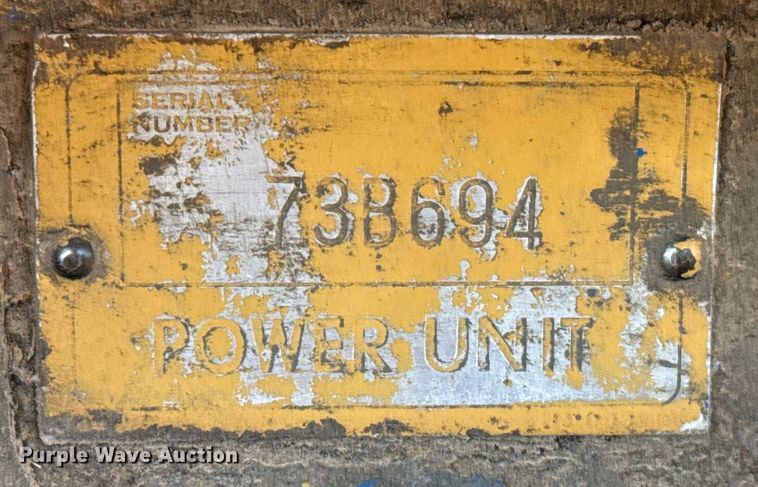 SERIAL
NUMBER
73B694
POWER UNIT
Purple Wave Auction